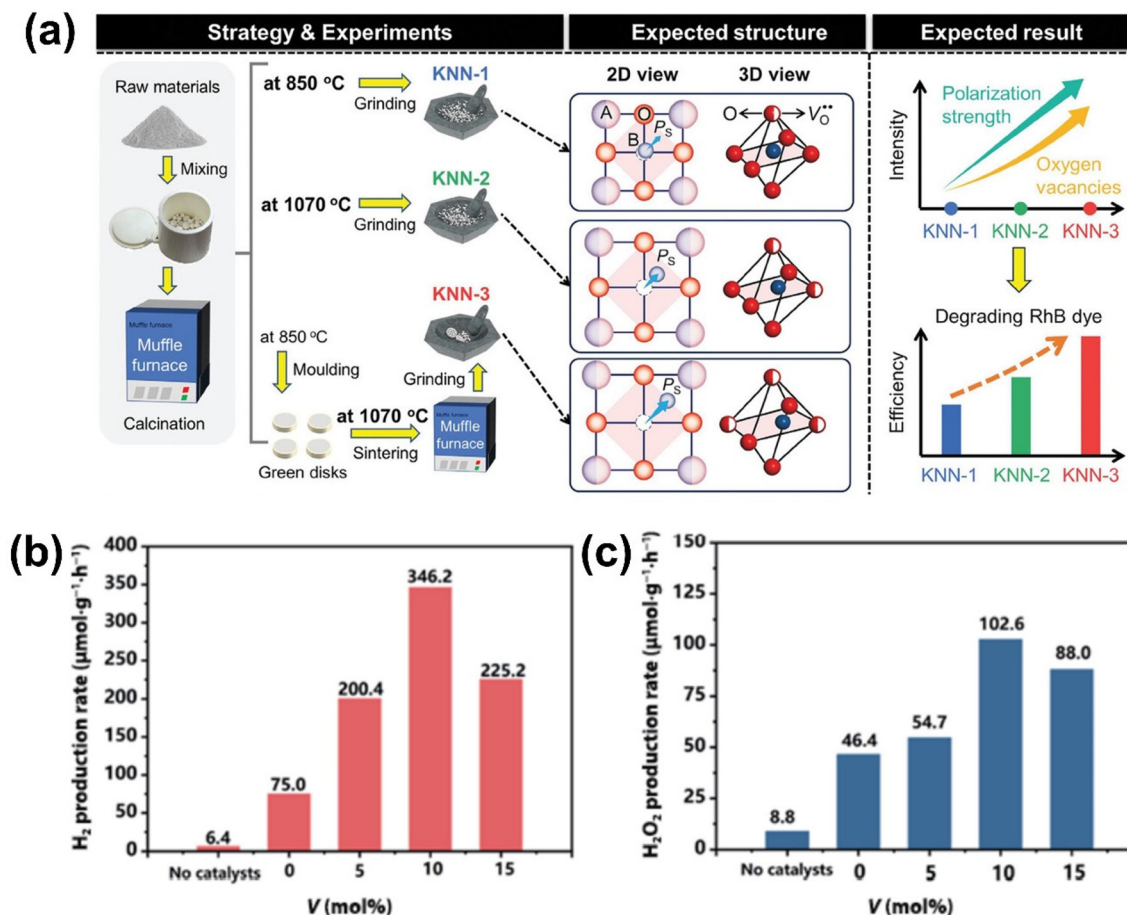 (a)
Strategy & Experiments
Expected structure
Expected result
Raw materials
Mixing
Muffle furnace
Muffle
furnace
Calcination
at 850 °C
Grinding
KNN-1
at 1070 °C
Grinding
KNN-2
at 850 °C
Moulding
Green disks
at 1070 °C
Sintering
Muffle furnace
Muffle
furnace
Grinding
KNN-3
2D view
3D view
A
O
B
PS
O
VO••
PS
PS
Intensity
Polarization
strength
Oxygen
vacancies
KNN-1
KNN-2
KNN-3
Degrading RhB dye
Efficiency
KNN-1
KNN-2
KNN-3
(b)
H2 production rate (μmol·g−1·h−1)
400
350
300
250
200
150
100
75
50
25
0
6.4
75.0
200.4
346.2
225.2
No catalysts
0
5
10
15
V (mol%)
(c)
H2O2 production rate (μmol·g−1·h−1)
150
125
100
75
50
25
0
8.8
46.4
54.7
102.6
88.0
No catalysts
0
5
10
15
V (mol%)